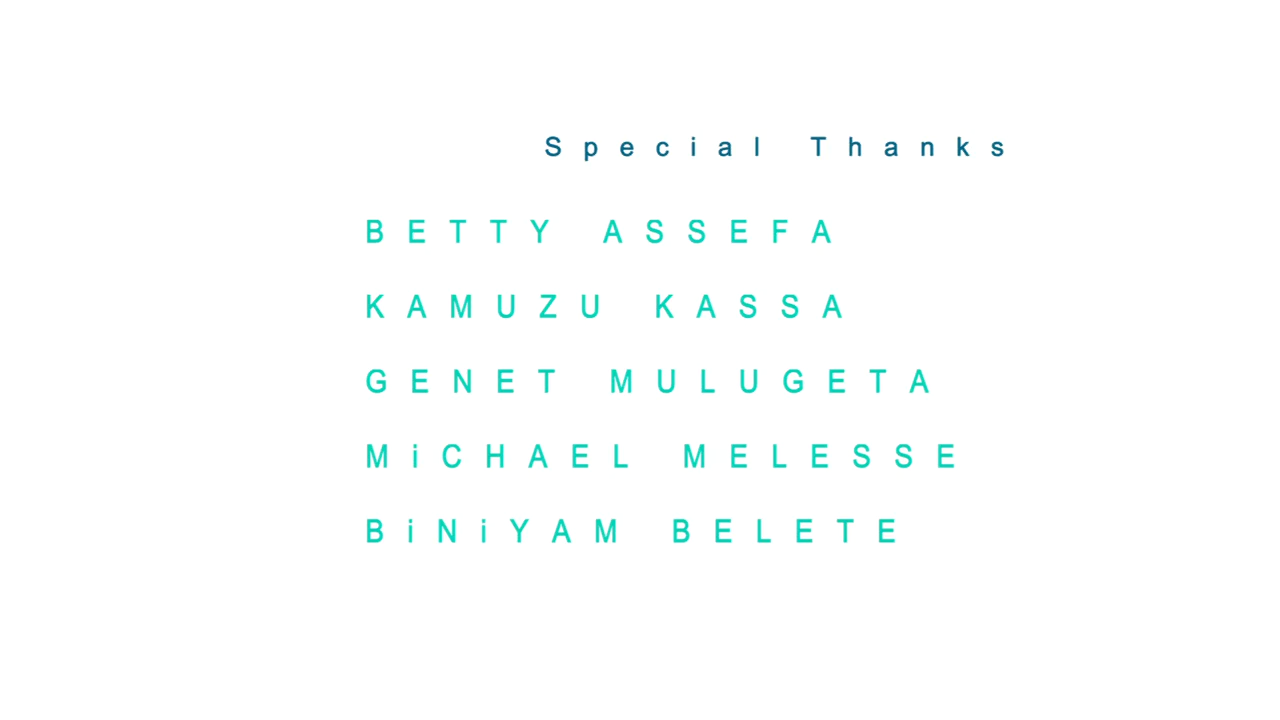 Special Thanks
BETTY ASSEFA
KAMUZU KASSA
GENET MULUGETA
MiCHAEL MELESSE
BiNiYAM BELETE